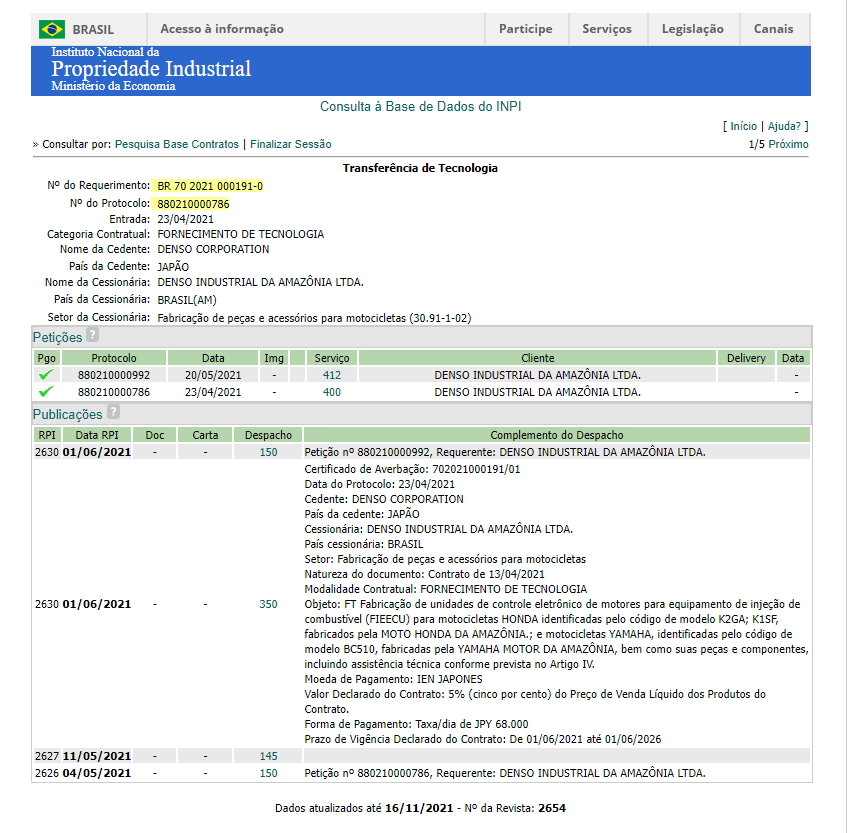 BRASIL Acesso à informação Participe Serviços Legislação Canais
Instituto Nacional da
Propriedade Industrial
Ministério da Economia
Consulta à Base de Dados do INPI
[ Início | Ajuda? ]
» Consultar por: Pesquisa Base Contratos | Finalizar Sessão 1/5 Próximo
Transferência de Tecnologia
Nº do Requerimento: BR 70 2021 000191-0
Nº do Protocolo: 880210000786
Entrada: 23/04/2021
Categoria Contratual: FORNECIMENTO DE TECNOLOGIA
Nome da Cedente: DENSO CORPORATION
País da Cedente: JAPÃO
Nome da Cessionária: DENSO INDUSTRIAL DA AMAZÔNIA LTDA.
País da Cessionária: BRASIL(AM)
Setor da Cessionária: Fabricação de peças e acessórios para motocicletas (30.91-1-02)
Petições ?
Pgo Protocolo Data Img Serviço Cliente Delivery Data
880210000992 20/05/2021 - 412 DENSO INDUSTRIAL DA AMAZÔNIA LTDA. -
880210000786 23/04/2021 - 400 DENSO INDUSTRIAL DA AMAZÔNIA LTDA. -
Publicações ?
RPI Data RPI Doc Carta Despacho Complemento do Despacho
2630 01/06/2021 - - 150 Petição nº 880210000992, Requerente: DENSO INDUSTRIAL DA AMAZÔNIA LTDA.
Certificado de Averbação: 702021000191/01
Data do Protocolo: 23/04/2021
Cedente: DENSO CORPORATION
País da cedente: JAPÃO
Cessionária: DENSO INDUSTRIAL DA AMAZÔNIA LTDA.
País cessionária: BRASIL
Setor: Fabricação de peças e acessórios para motocicletas
Natureza do documento: Contrato de 13/04/2021
Modalidade Contratual: FORNECIMENTO DE TECNOLOGIA
2630 01/06/2021 - - 350 Objeto: FT Fabricação de unidades de controle eletrônico de motores para equipamento de injeção de
combustível (FIEECU) para motocicletas HONDA identificadas pelo código de modelo K2GA; K1SF,
fabricados pela MOTO HONDA DA AMAZÔNIA.; e motocicletas YAMAHA, identificadas pelo código de
modelo BC510, fabricadas pela YAMAHA MOTOR DA AMAZÔNIA, bem como suas peças e componentes,
incluindo assistência técnica conforme prevista no Artigo IV.
Moeda de Pagamento: IEN JAPONES
Valor Declarado do Contrato: 5% (cinco por cento) do Preço de Venda Líquido dos Produtos do
Contrato.
Forma de Pagamento: Taxa/dia de JPY 68.000
Prazo de Vigência Declarado do Contrato: De 01/06/2021 até 01/06/2026
2627 11/05/2021 - - 145
2626 04/05/2021 - - 150 Petição nº 880210000786, Requerente: DENSO INDUSTRIAL DA AMAZÔNIA LTDA.
Dados atualizados até 16/11/2021 - Nº da Revista: 2654